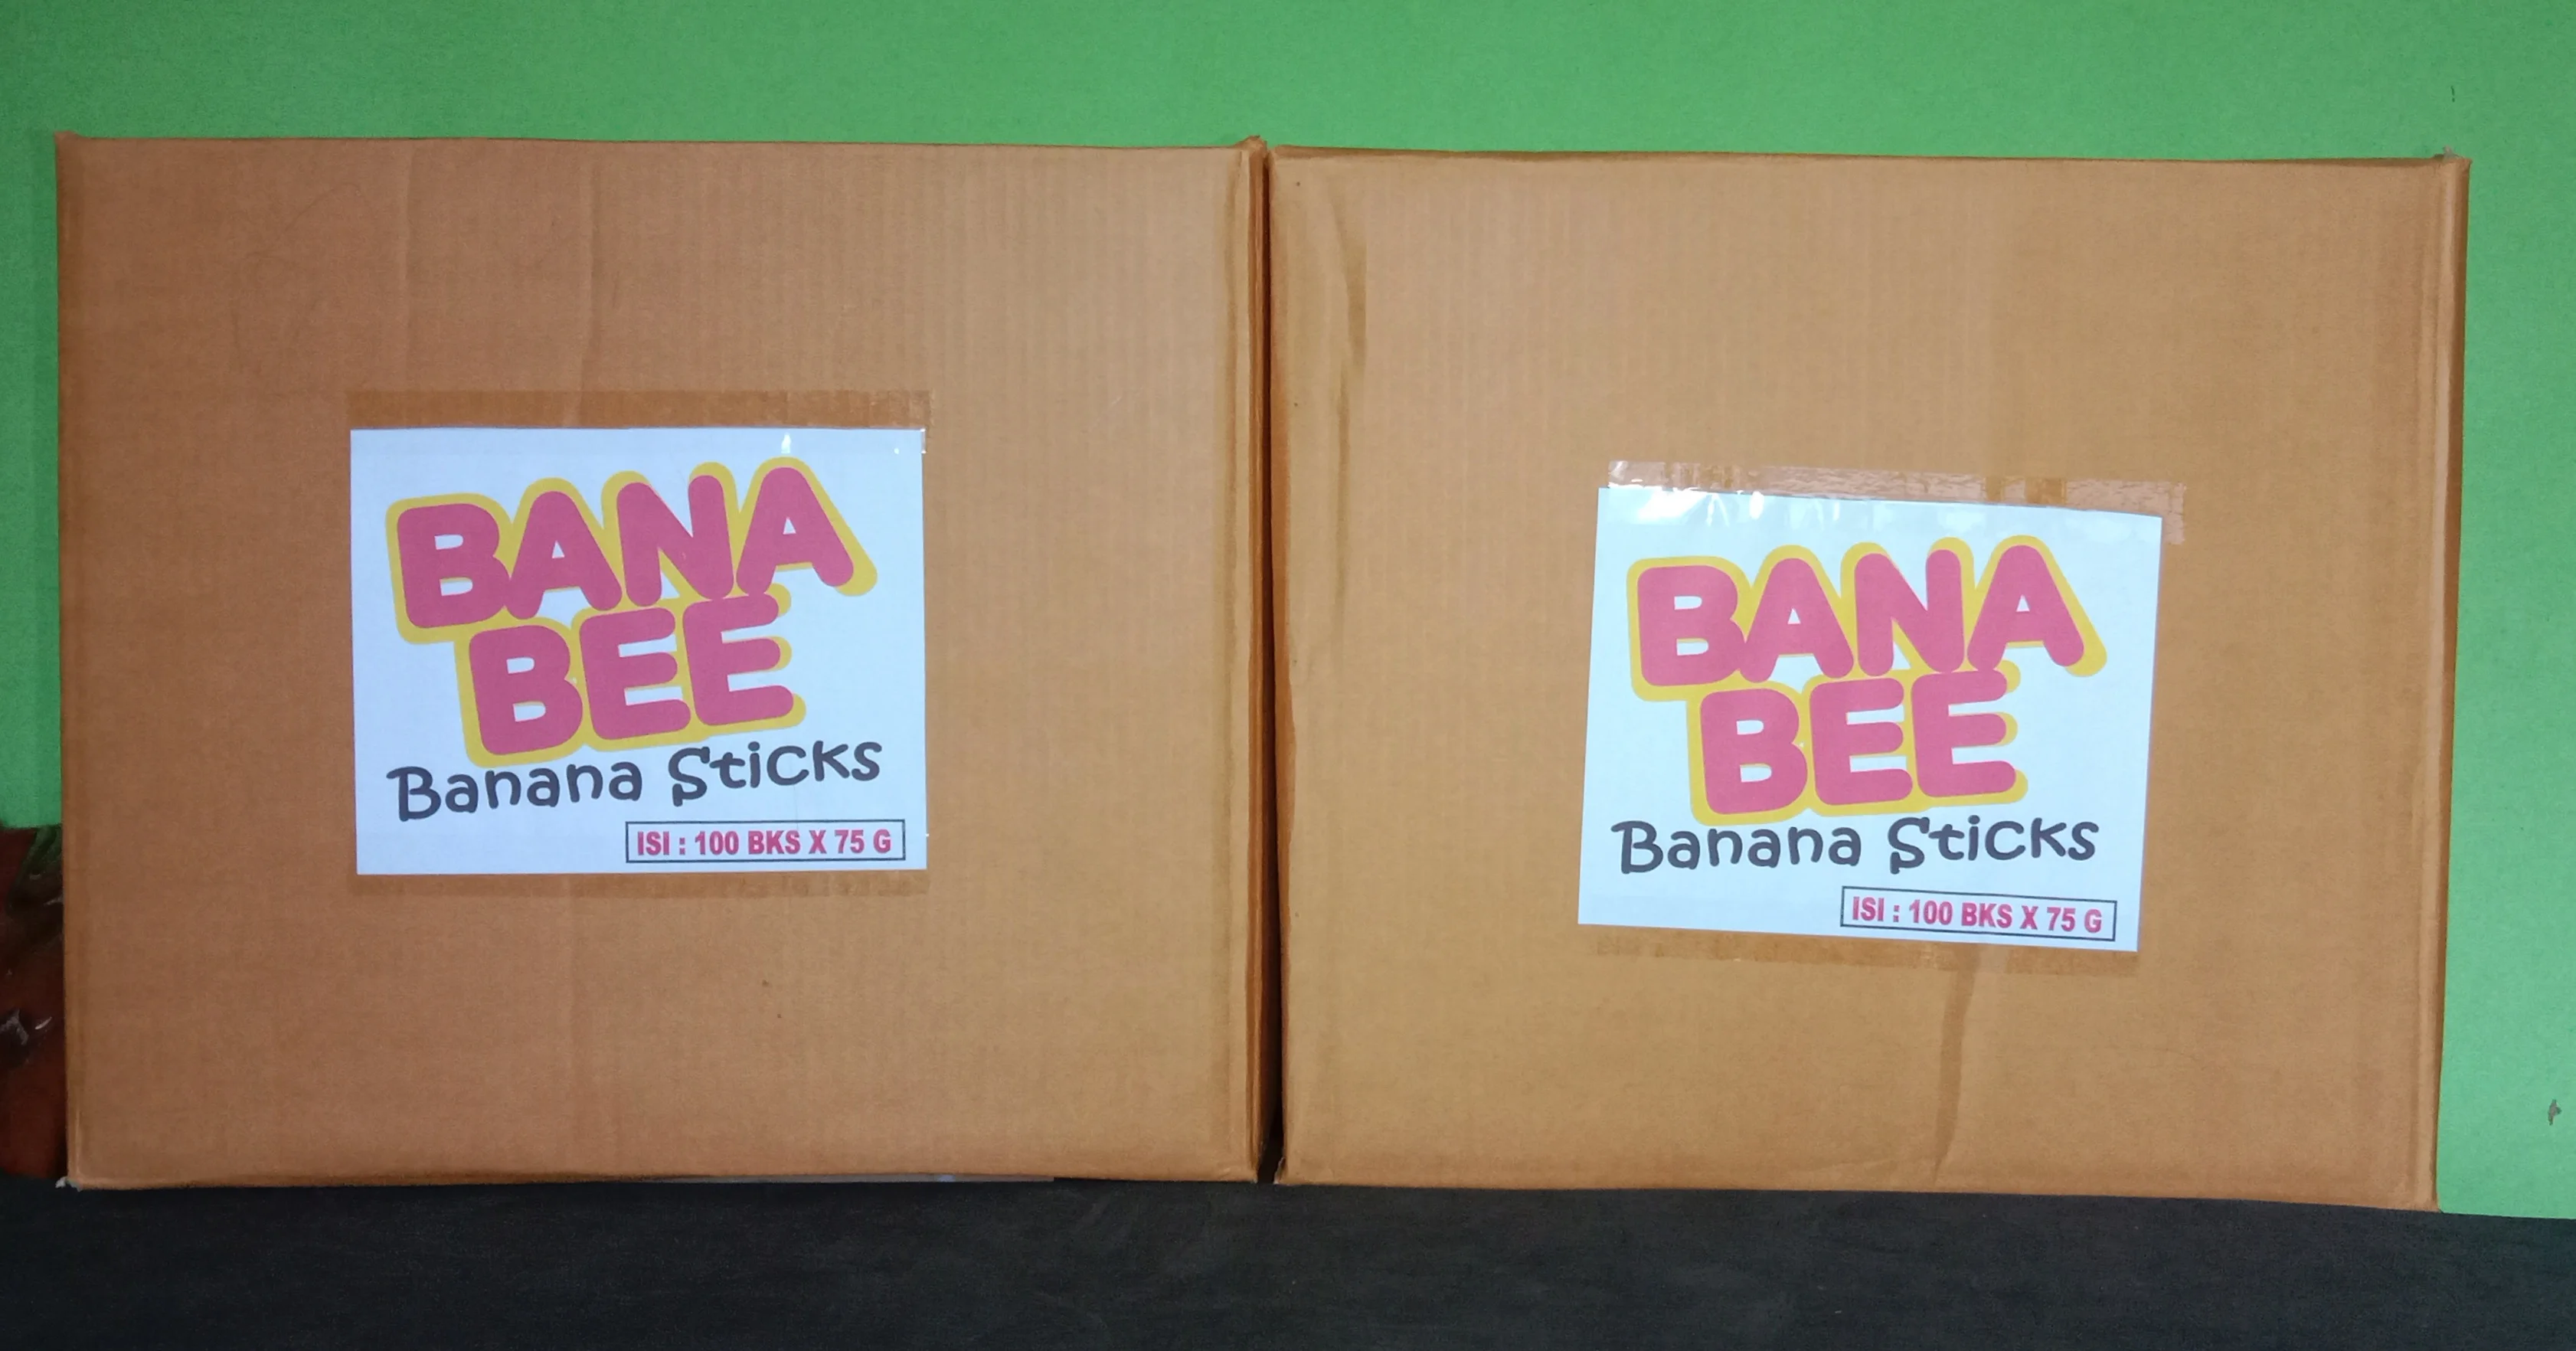 BANA
BEE
Banana Sticks
ISI : 100 BKS X 75 G
BANA
BEE
Banana Sticks
ISI : 100 BKS X 75 G